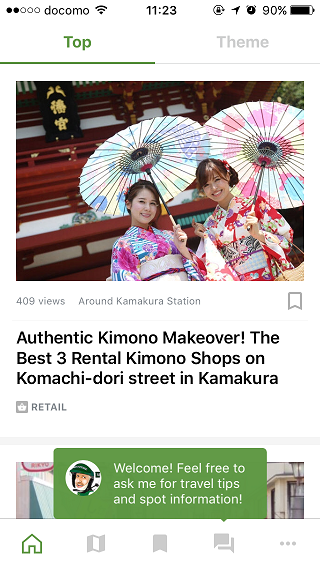 docomo 11:23 90%
Top Theme
八幡宮
409 views Around Kamakura Station
Authentic Kimono Makeover! The
Best 3 Rental Kimono Shops on
Komachi-dori street in Kamakura
RETAIL
Welcome! Feel free to
ask me for travel tips
and spot information!